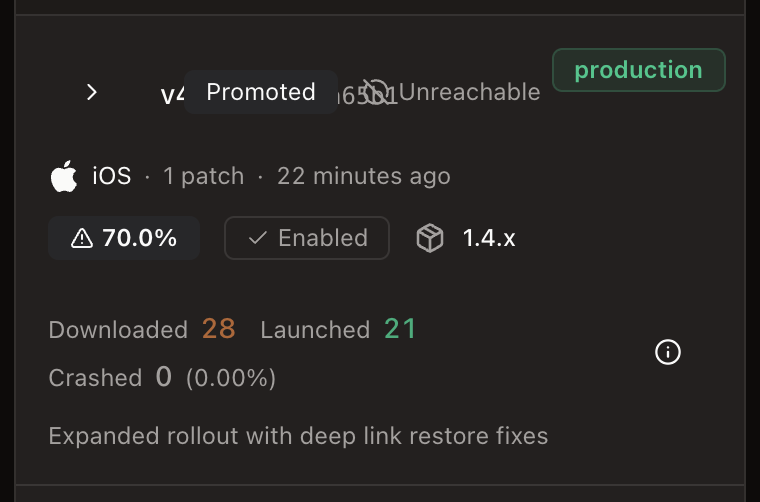 production
Promoted Unreachable
iOS · 1 patch · 22 minutes ago
70.0% Enabled 1.4.x
Downloaded 28 Launched 21
Crashed 0 (0.00%)
Expanded rollout with deep link restore fixes